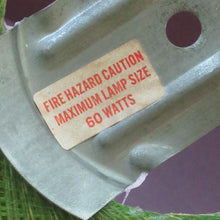 FIRE HAZARD CAUTION
MAXIMUM LAMP SIZE
60 WATTS